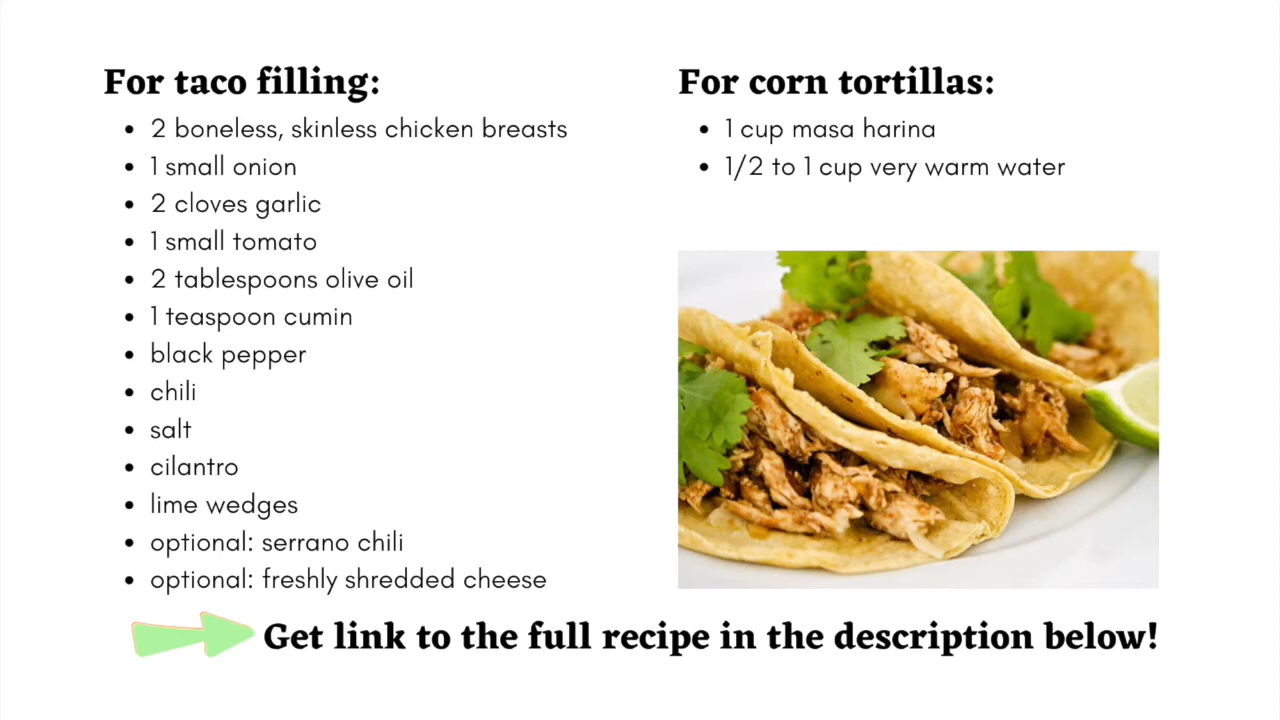 For taco filling:
• 2 boneless, skinless chicken breasts
• 1 small onion
• 2 cloves garlic
• 1 small tomato
• 2 tablespoons olive oil
• 1 teaspoon cumin
• black pepper
• chili
• salt
• cilantro
• lime wedges
• optional: serrano chili
• optional: freshly shredded cheese
For corn tortillas:
• 1 cup masa harina
• 1/2 to 1 cup very warm water
Get link to the full recipe in the description below!